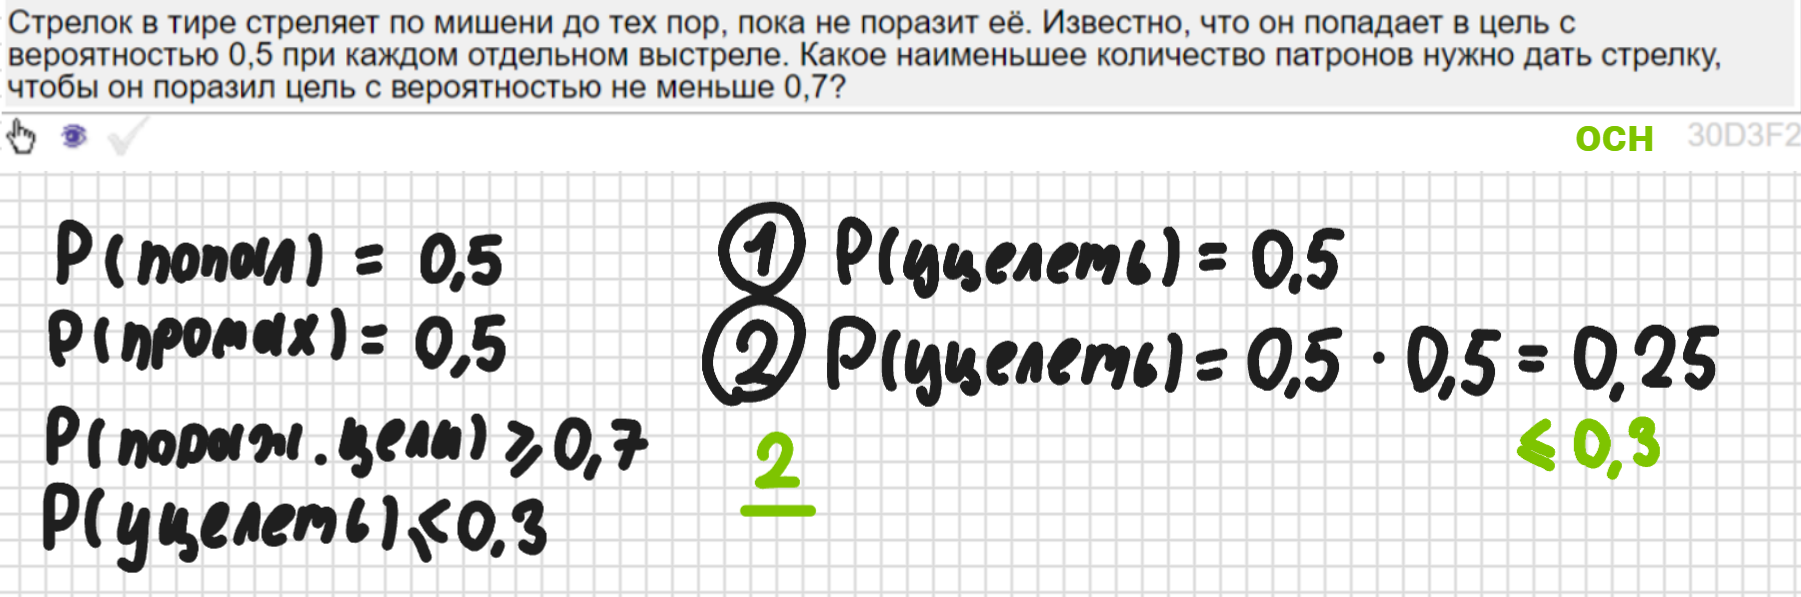 Стрелок в тире стреляет по мишени до тех пор, пока не поразит её. Известно, что он попадает в цель с
вероятностью 0,5 при каждом отдельном выстреле. Какое наименьшее количество патронов нужно дать стрелку,
чтобы он поразил цель с вероятностью не меньше 0,7?
осн 30D3F2
P(попал) = 0,5
P(промах) = 0,5
P(пораж. цели) ⩾ 0,7
P(уцелеть) ⩽ 0,3
1 P(уцелеть) = 0,5
2 P(уцелеть) = 0,5 · 0,5 = 0,25
⩽ 0,3
2